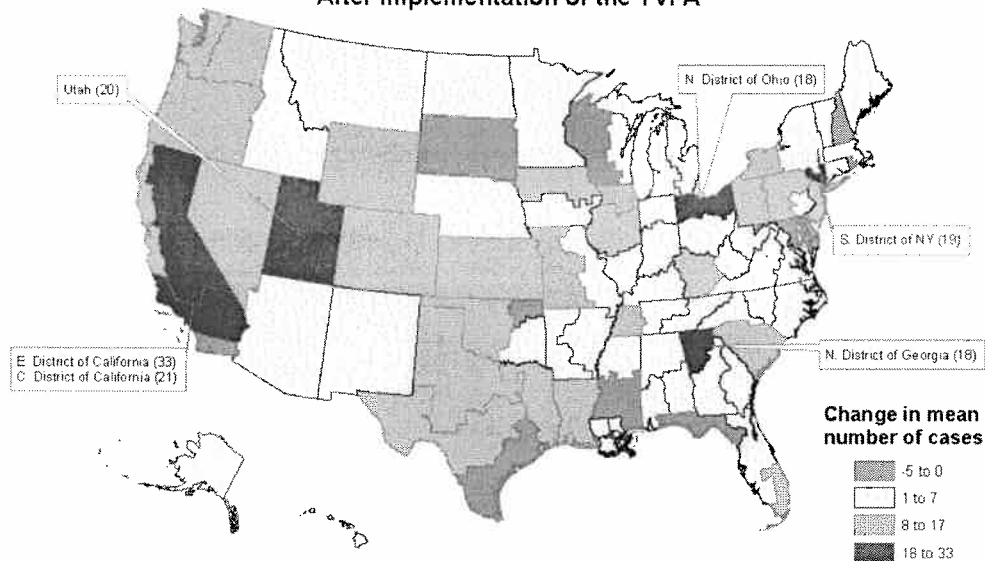 After Implementation of the TVPA
Utah (20)
N. District of Ohio (18)
S. District of NY (19)
E. District of California (33)
C. District of California (21)
N. District of Georgia (18)
Change in mean
number of cases
-5 to 0
1 to 7
8 to 17
18 to 33